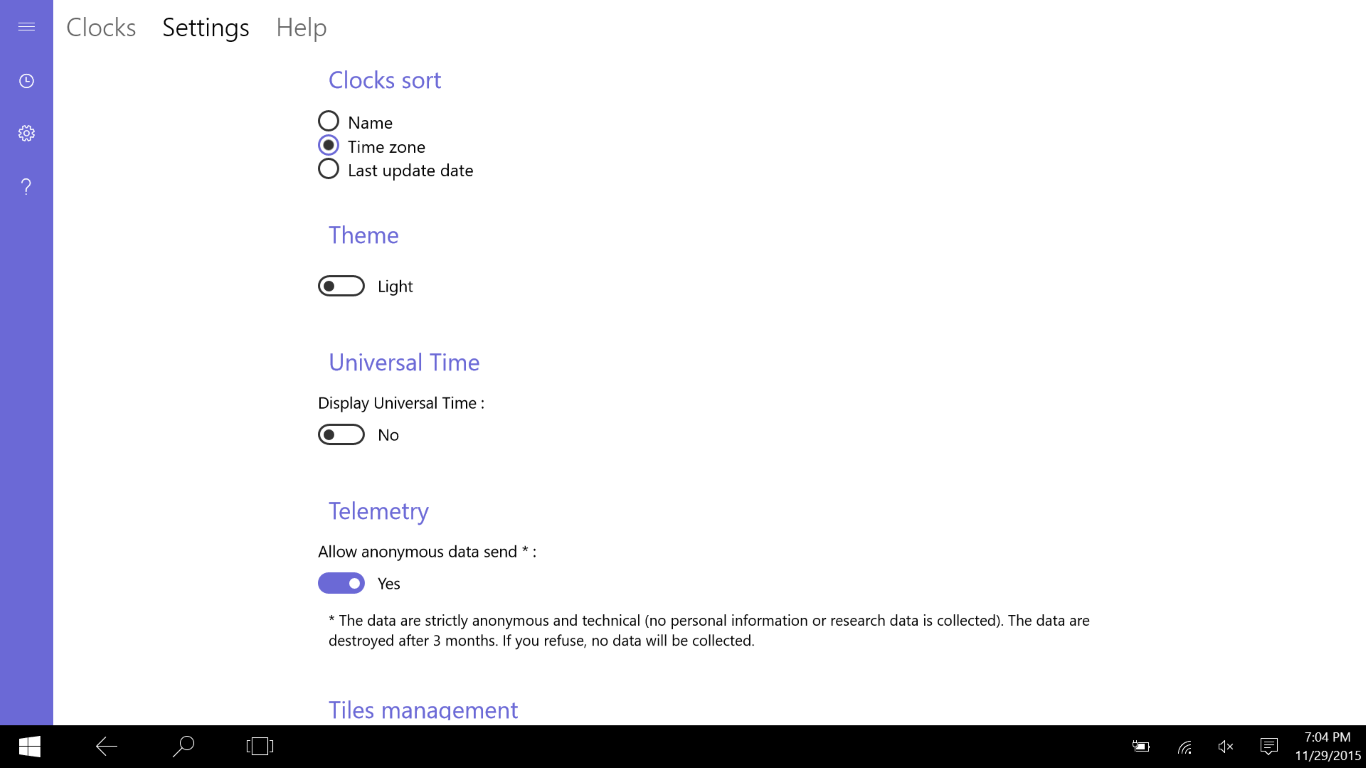 Clocks Settings Help
Clocks sort
Name
Time zone
Last update date
Theme
Light
Universal Time
Display Universal Time :
No
Telemetry
Allow anonymous data send * :
Yes
* The data are strictly anonymous and technical (no personal information or research data is collected). The data are
destroyed after 3 months. If you refuse, no data will be collected.
Tiles management
7:04 PM
11/29/2015